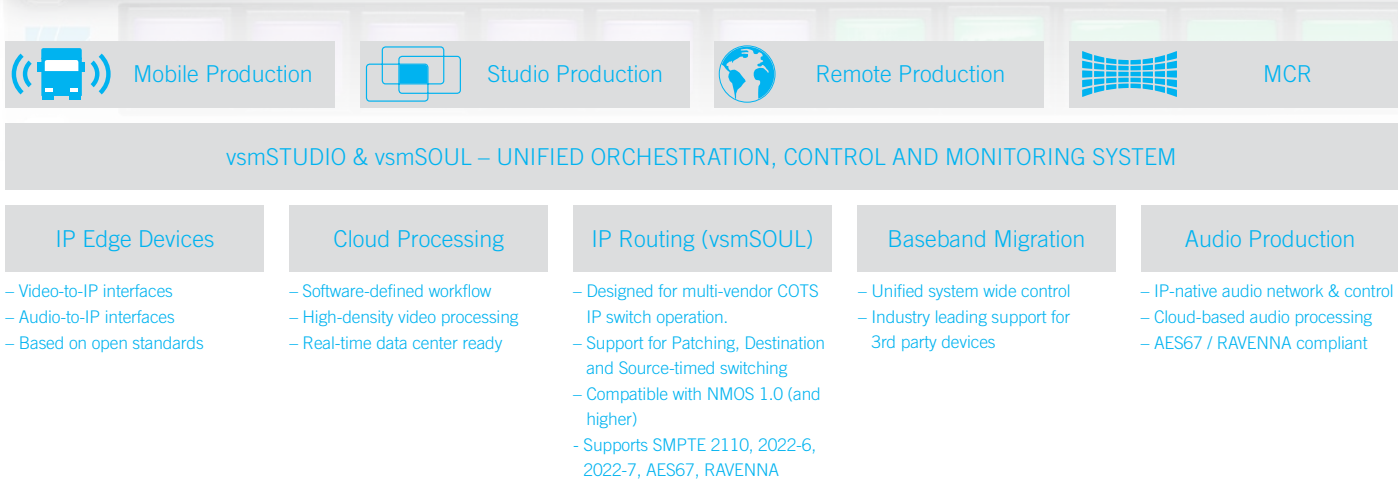 Mobile Production
Studio Production
Remote Production
MCR
vsmSTUDIO & vsmSOUL – UNIFIED ORCHESTRATION, CONTROL AND MONITORING SYSTEM
IP Edge Devices
– Video-to-IP interfaces
– Audio-to-IP interfaces
– Based on open standards
Cloud Processing
– Software-defined workflow
– High-density video processing
– Real-time data center ready
IP Routing (vsmSOUL)
– Designed for multi-vendor COTS
IP switch operation.
– Support for Patching, Destination
and Source-timed switching
– Compatible with NMOS 1.0 (and
higher)
- Supports SMPTE 2110, 2022-6,
2022-7, AES67, RAVENNA
Baseband Migration
– Unified system wide control
– Industry leading support for
3rd party devices
Audio Production
– IP-native audio network & control
– Cloud-based audio processing
– AES67 / RAVENNA compliant